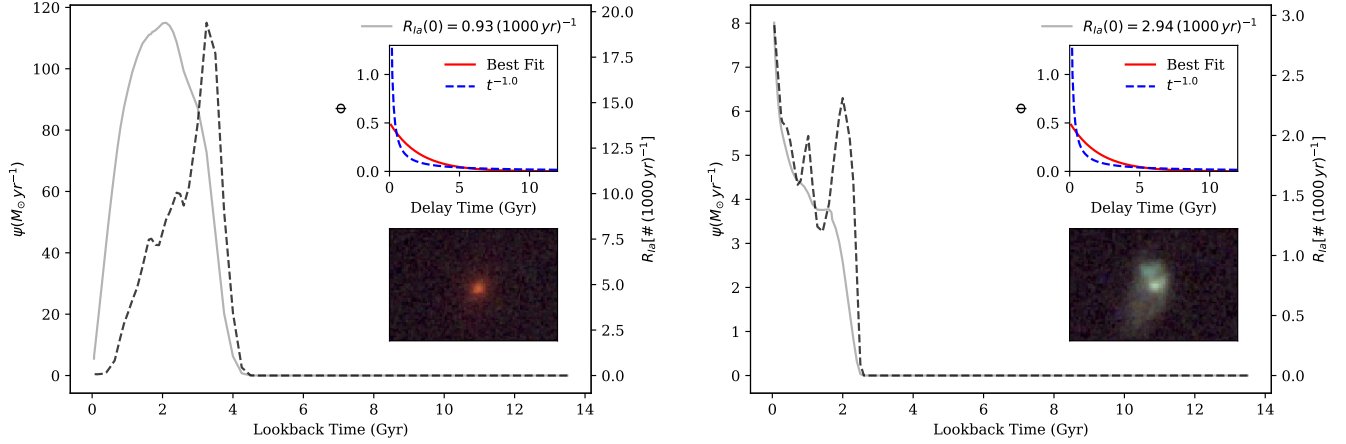 R_{Ia}(0) = 0.93 (1000 yr)^{-1}
Best Fit
t^{-1.0}
Φ
1.0
0.5
0.0
0 5 10
Delay Time (Gyr)
ψ(M_⊙ yr^{-1})
120
100
80
60
40
20
0
20.0
17.5
15.0
12.5
10.0
7.5
5.0
2.5
0.0
R_{Ia}[# (1000 yr)^{-1}]
0 2 4 6 8 10 12 14
Lookback Time (Gyr)
R_{Ia}(0) = 2.94 (1000 yr)^{-1}
Best Fit
t^{-1.0}
Φ
1.0
0.5
0.0
0 5 10
Delay Time (Gyr)
ψ(M_⊙ yr^{-1})
8
7
6
5
4
3
2
1
0
3.0
2.5
2.0
1.5
1.0
0.5
0.0
R_{Ia}[# (1000 yr)^{-1}]
0 2 4 6 8 10 12 14
Lookback Time (Gyr)